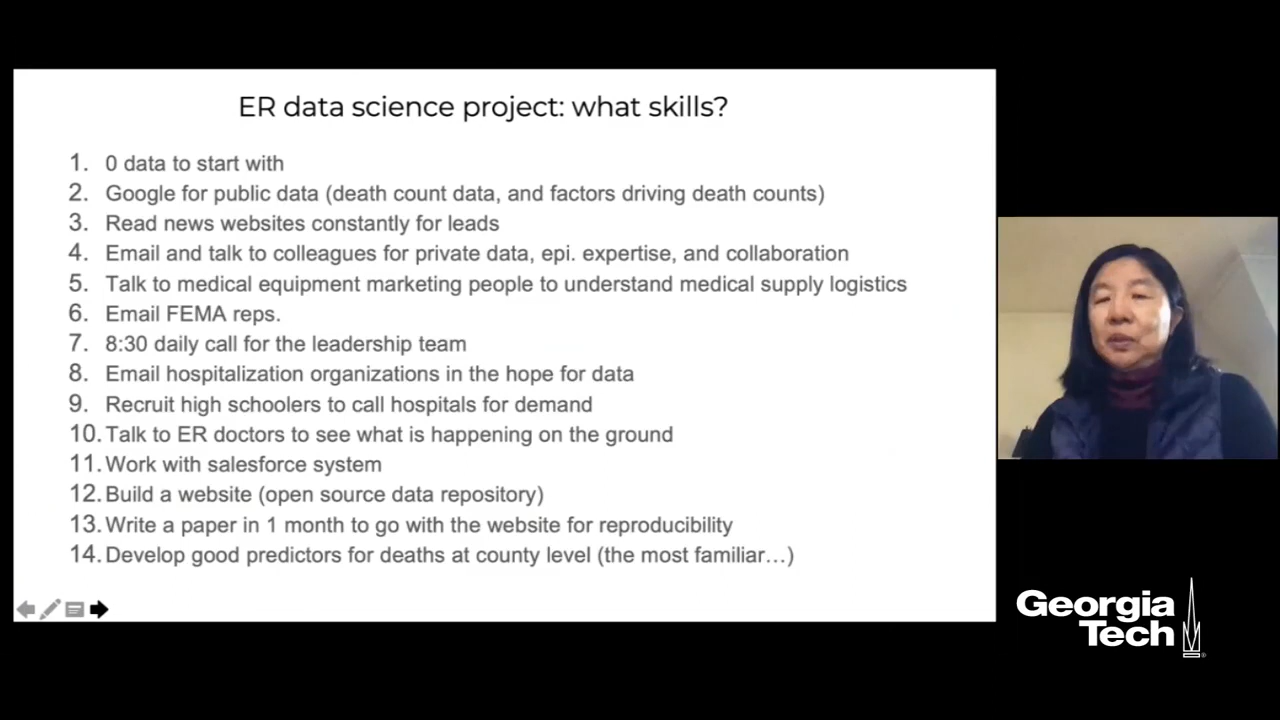 ER data science project: what skills?
1. 0 data to start with
2. Google for public data (death count data, and factors driving death counts)
3. Read news websites constantly for leads
4. Email and talk to colleagues for private data, epi. expertise, and collaboration
5. Talk to medical equipment marketing people to understand medical supply logistics
6. Email FEMA reps.
7. 8:30 daily call for the leadership team
8. Email hospitalization organizations in the hope for data
9. Recruit high schoolers to call hospitals for demand
10. Talk to ER doctors to see what is happening on the ground
11. Work with salesforce system
12. Build a website (open source data repository)
13. Write a paper in 1 month to go with the website for reproducibility
14. Develop good predictors for deaths at county level (the most familiar…)
Georgia
Tech